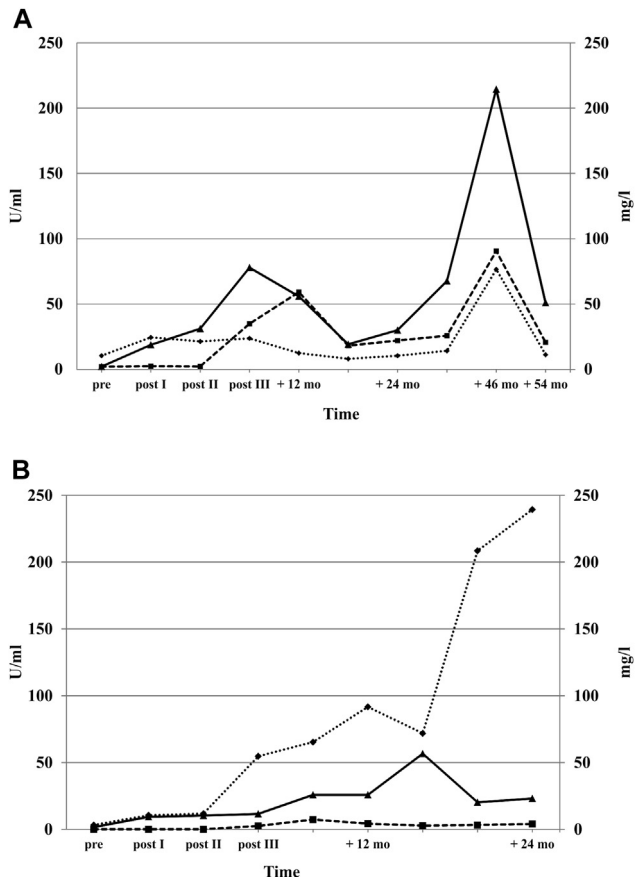 A
250 250
200 200
150 150
100 100
50 50
0 0
U/ml
mg/l
pre post I post II post III + 12 mo + 24 mo + 46 mo + 54 mo
Time
B
250 250
200 200
150 150
100 100
50 50
0 0
U/ml
mg/l
pre post I post II post III + 12 mo + 24 mo
Time